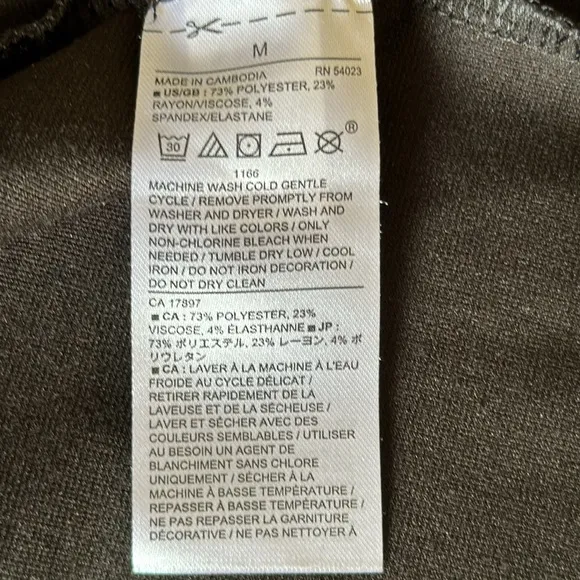 M
MADE IN CAMBODIA RN 54023
■ US/GB : 73% POLYESTER, 23%
RAYON/VISCOSE, 4%
SPANDEX/ELASTANE
30 ®
1166
MACHINE WASH COLD GENTLE
CYCLE / REMOVE PROMPTLY FROM
WASHER AND DRYER / WASH AND
DRY WITH LIKE COLORS / ONLY
NON-CHLORINE BLEACH WHEN
NEEDED / TUMBLE DRY LOW / COOL
IRON / DO NOT IRON DECORATION /
DO NOT DRY CLEAN
CA 17897
■ CA : 73% POLYESTER, 23%
VISCOSE, 4% ÉLASTHANNE ■ JP :
73% ポリエステル, 23% レーヨン, 4% ポ
リウレタン
■ CA : LAVER À LA MACHINE À L'EAU
FROIDE AU CYCLE DÉLICAT /
RETIRER RAPIDEMENT DE LA
LAVEUSE ET DE LA SÉCHEUSE /
LAVER ET SÉCHER AVEC DES
COULEURS SEMBLABLES / UTILISER
AU BESOIN UN AGENT DE
BLANCHIMENT SANS CHLORE
UNIQUEMENT / SÉCHER À LA
MACHINE À BASSE TEMPÉRATURE /
REPASSER À BASSE TEMPÉRATURE /
NE PAS REPASSER LA GARNITURE
DÉCORATIVE / NE PAS NETTOYER À